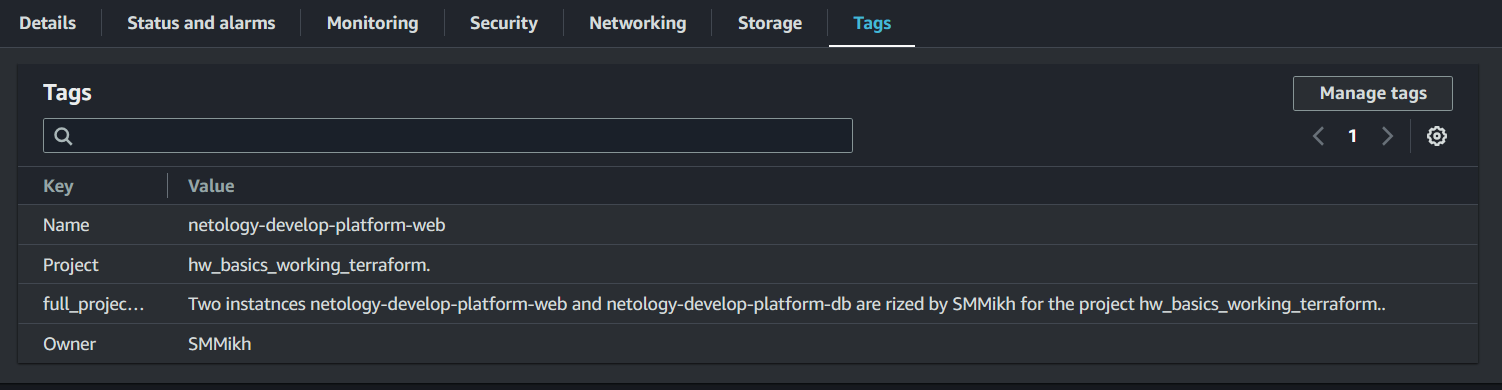 Details Status and alarms Monitoring Security Networking Storage Tags
Tags
Manage tags
1
Key Value
Name netology-develop-platform-web
Project hw_basics_working_terraform.
full_projec... Two instatnces netology-develop-platform-web and netology-develop-platform-db are rized by SMMikh for the project hw_basics_working_terraform..
Owner SMMikh